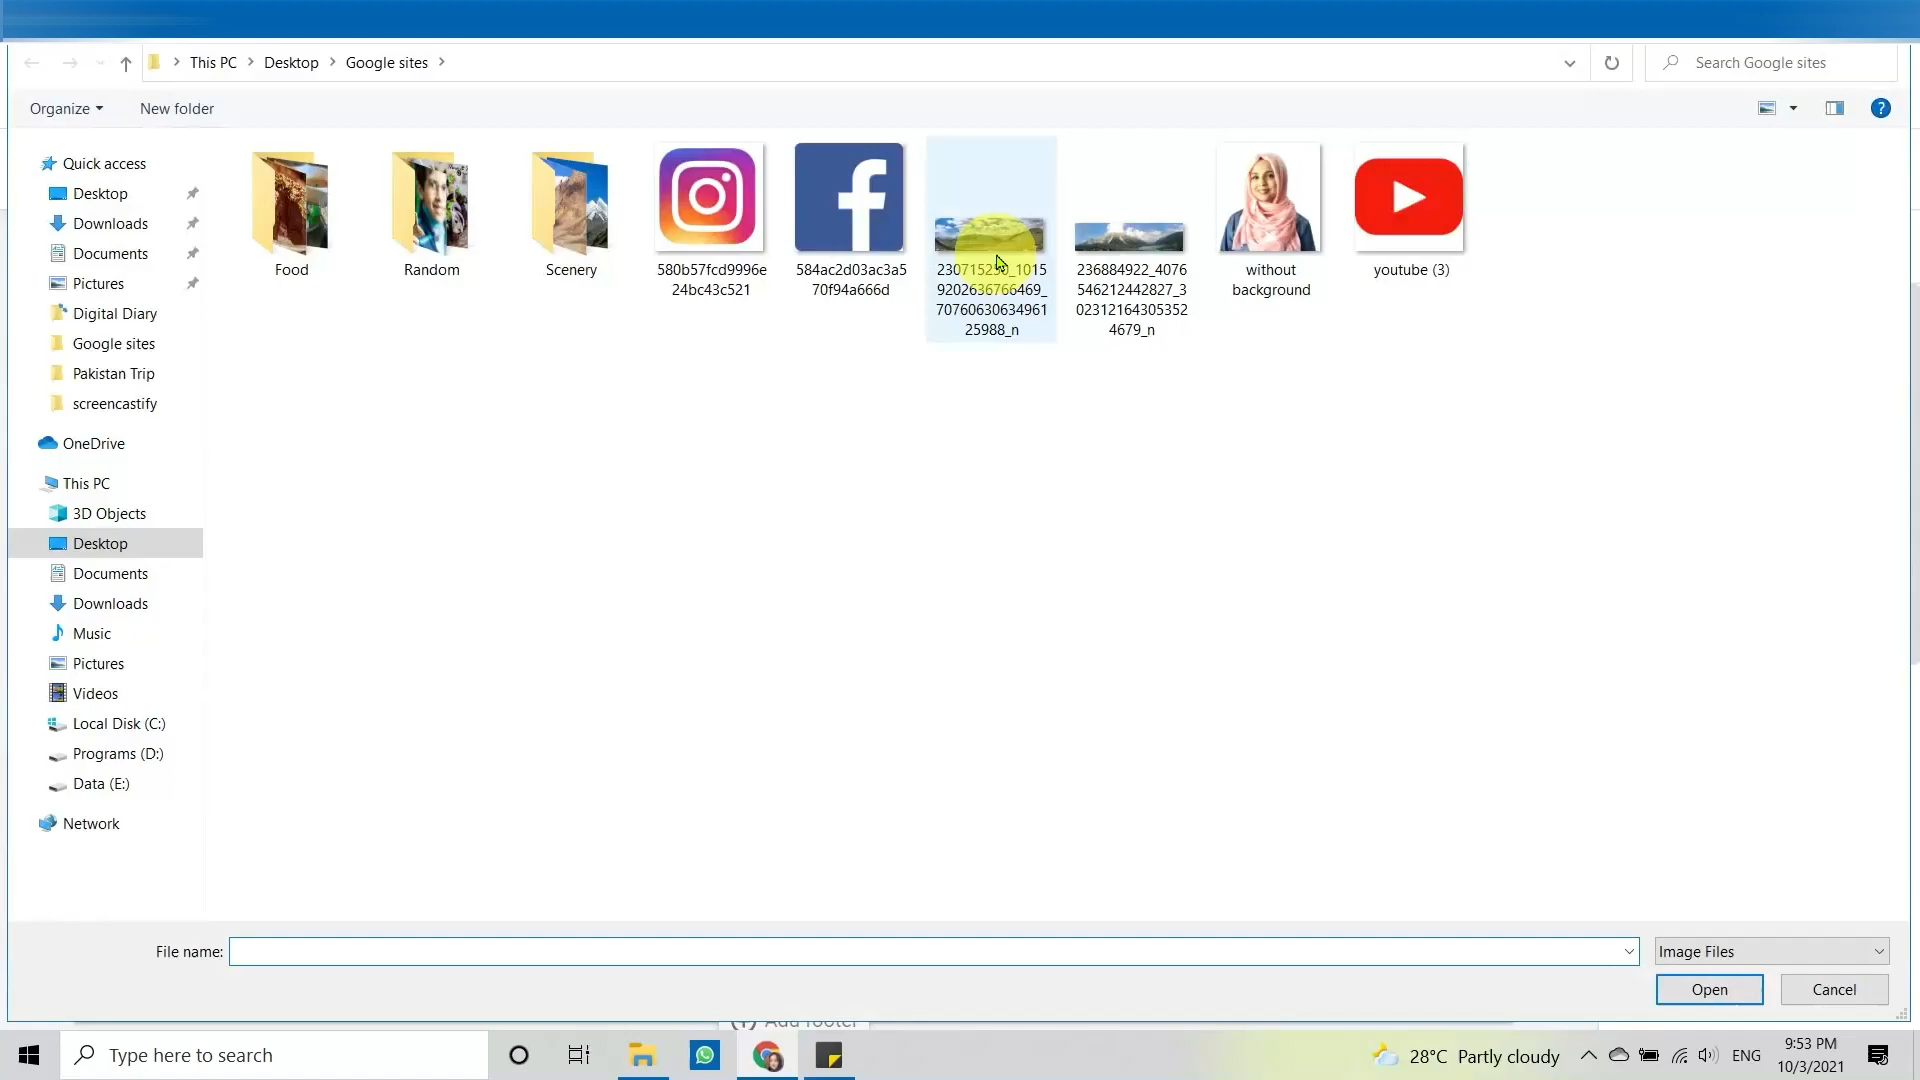 This PC
Desktop
Google sites
Search Google sites
Organize
New folder
Quick access
Desktop
Downloads
Documents
Pictures
Digital Diary
Google sites
Pakistan Trip
screencastify
OneDrive
This PC
3D Objects
Desktop
Documents
Downloads
Music
Pictures
Videos
Local Disk (C:)
Programs (D:)
Data (E:)
Network
Food
Random
Scenery
580b57fcd9996e
24bc43c521
584ac2d03ac3a5
70f94a666d
9202636766469_
70760630634961
25988_n
236884922_4076
546212442827_3
02312164305352
4679_n
without
background
youtube (3)
File name:
Image Files
Open
Cancel
Add footer
Type here to search
28°C Partly cloudy
ENG
9:53 PM
10/3/2021